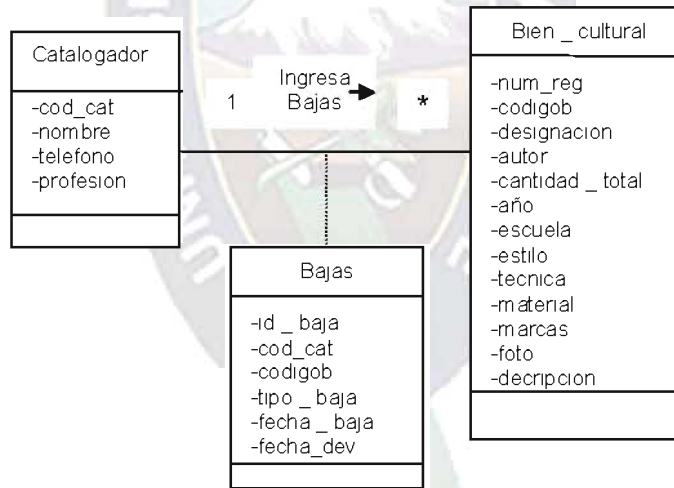 Catalogador
-cod_cat
-nombre
-telefono
-profesion
1
Ingresa
Bajas
*
Bien _ cultural
-num_reg
-codigob
-designacion
-autor
-cantidad _ total
-año
-escuela
-estilo
-tecnica
-material
-marcas
-foto
-decripcion
Bajas
-id _ baja
-cod_cat
-codigob
-tipo _ baja
-fecha _ baja
-fecha_dev